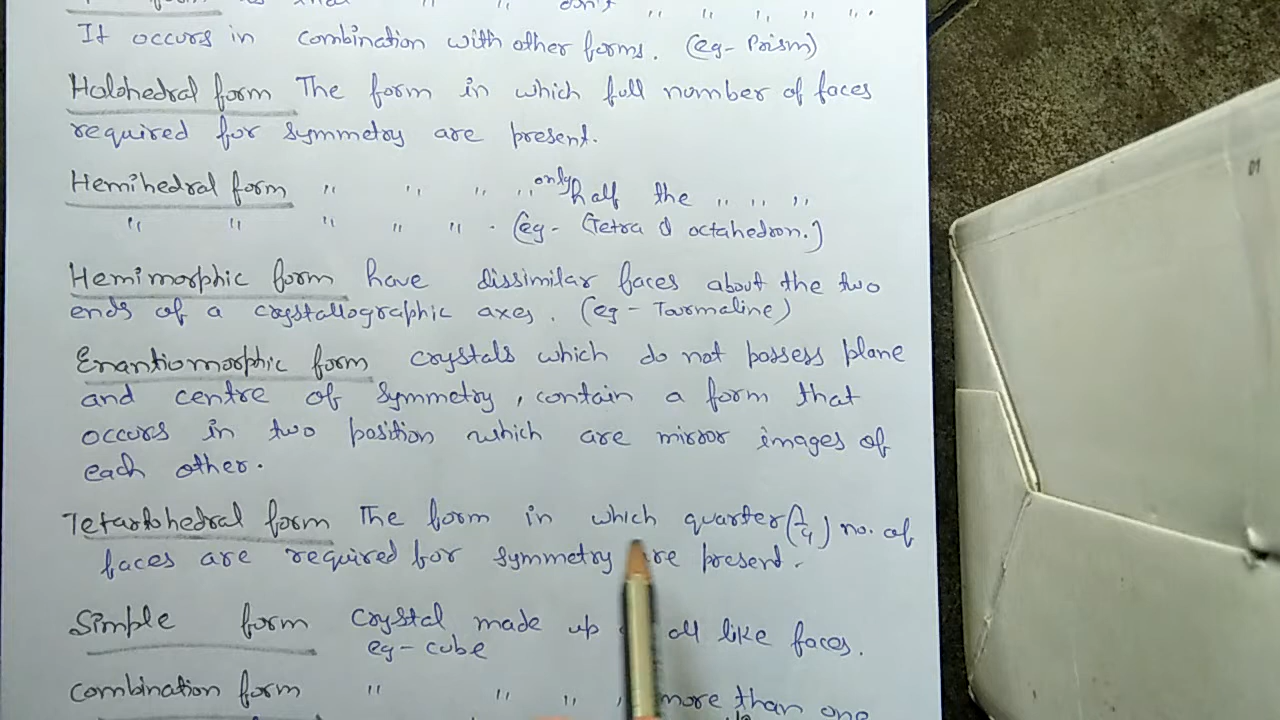 form is that " " don't " " " " ".
It occurs in combination with other forms. (eg- Prism)
Holohedral form The form in which full number of faces
required for symmetry are present.
Hemihedral form " " " " only half the " " "
" " " " " . (eg- (Tetra & octahedron.)
Hemimorphic form have dissimilar faces about the two
ends of a crystallographic axes. (eg- Tourmaline)
Enantiomorphic form crystals which do not possess plane
and centre of symmetry, contain a form that
occurs in two position which are mirror images of
each other.
Tetartohedral form The form in which quarter (1/4) no. of
faces are required for symmetry are present.
Simple form Crystal made up all like faces.
eg- cube
Combination form " " " " more than one